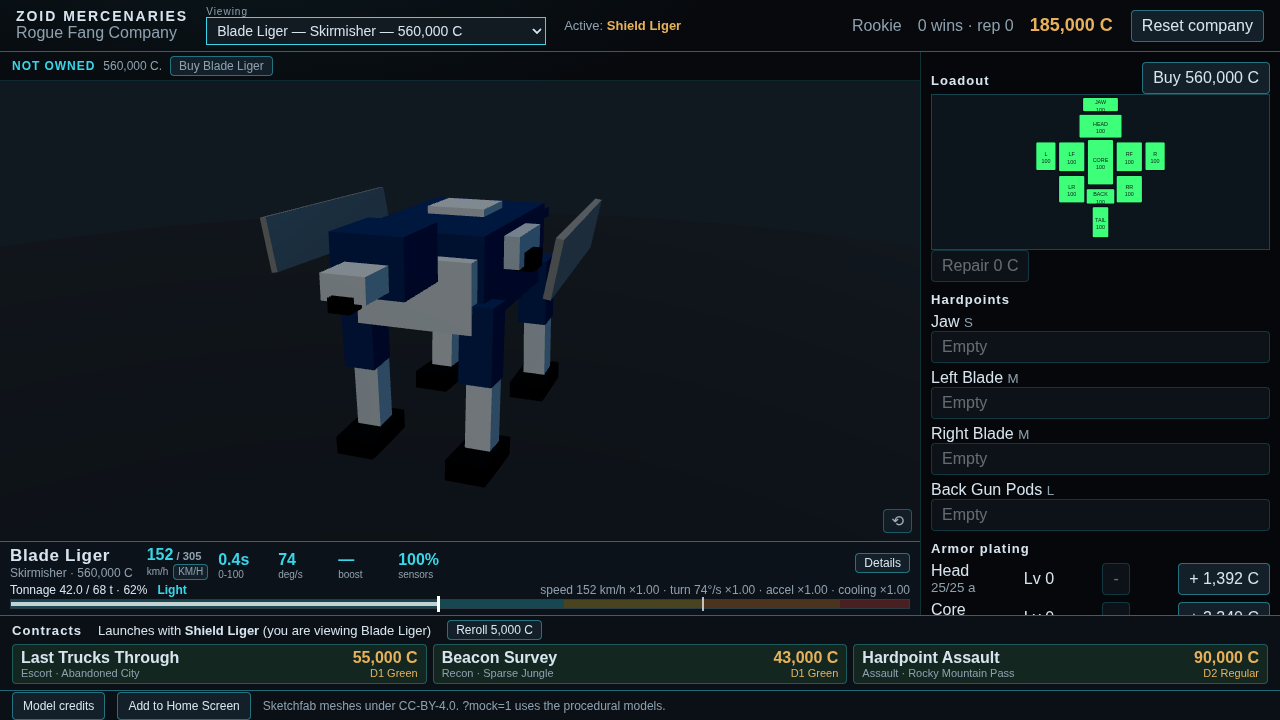 ZOID MERCENARIES
Rogue Fang Company
Viewing
Blade Liger — Skirmisher — 560,000 C
Active: Shield Liger
Rookie 0 wins · rep 0 185,000 C
Reset company
NOT OWNED 560,000 C. Buy Blade Liger
Loadout
Buy 560,000 C
JAW
100
HEAD
100
L
100
LF
100
CORE
100
RF
100
R
100
LR
100
BACK
100
RR
100
TAIL
100
Repair 0 C
Hardpoints
Jaw S
Empty
Left Blade M
Empty
Right Blade M
Empty
Back Gun Pods L
Empty
Armor plating
Head
25/25 a
Lv 0
-
+ 1,392 C
Core
⟲
Blade Liger
Skirmisher · 560,000 C
152 / 305
km/h KM/H
0.4s
0-100
74
deg/s
—
boost
100%
sensors
Details
Tonnage 42.0 / 68 t · 62% Light
speed 152 km/h ×1.00 · turn 74°/s ×1.00 · accel ×1.00 · cooling ×1.00
Contracts Launches with Shield Liger (you are viewing Blade Liger) Reroll 5,000 C
Last Trucks Through 55,000 C
Escort · Abandoned City D1 Green
Beacon Survey 43,000 C
Recon · Sparse Jungle D1 Green
Hardpoint Assault 90,000 C
Assault · Rocky Mountain Pass D2 Regular
Model credits
Add to Home Screen
Sketchfab meshes under CC-BY-4.0. ?mock=1 uses the procedural models.